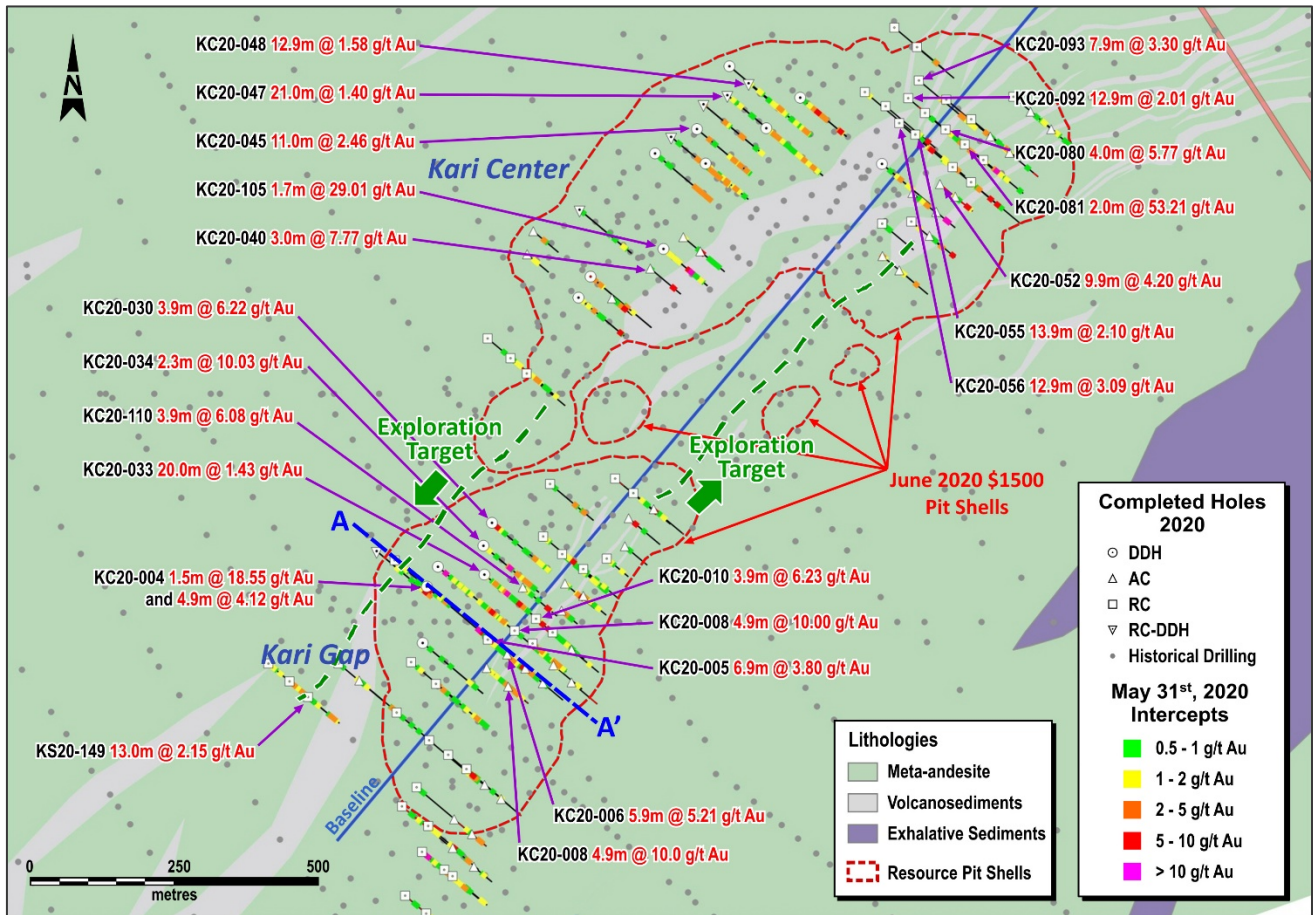 N
KC20-048 12.9m @ 1.58 g/t Au
KC20-047 21.0m @ 1.40 g/t Au
KC20-045 11.0m @ 2.46 g/t Au
KC20-105 1.7m @ 29.01 g/t Au
KC20-040 3.0m @ 7.77 g/t Au
Kari Center
KC20-093 7.9m @ 3.30 g/t Au
KC20-092 12.9m @ 2.01 g/t Au
KC20-080 4.0m @ 5.77 g/t Au
KC20-081 2.0m @ 53.21 g/t Au
KC20-052 9.9m @ 4.20 g/t Au
KC20-055 13.9m @ 2.10 g/t Au
KC20-056 12.9m @ 3.09 g/t Au
KC20-030 3.9m @ 6.22 g/t Au
KC20-034 2.3m @ 10.03 g/t Au
KC20-110 3.9m @ 6.08 g/t Au
KC20-033 20.0m @ 1.43 g/t Au
Exploration
Target
Exploration
Target
June 2020 $1500
Pit Shells
A
KC20-004 1.5m @ 18.55 g/t Au
and 4.9m @ 4.12 g/t Au
Kari Gap
KS20-149 13.0m @ 2.15 g/t Au
KC20-010 3.9m @ 6.23 g/t Au
KC20-008 4.9m @ 10.00 g/t Au
KC20-005 6.9m @ 3.80 g/t Au
A'
KC20-006 5.9m @ 5.21 g/t Au
KC20-008 4.9m @ 10.0 g/t Au
Baseline
0 250 500
metres
Lithologies
Meta-andesite
Volcanosediments
Exhalative Sediments
Resource Pit Shells
Completed Holes
2020
DDH
AC
RC
RC-DDH
Historical Drilling
May 31st, 2020
Intercepts
0.5 - 1 g/t Au
1 - 2 g/t Au
2 - 5 g/t Au
5 - 10 g/t Au
> 10 g/t Au